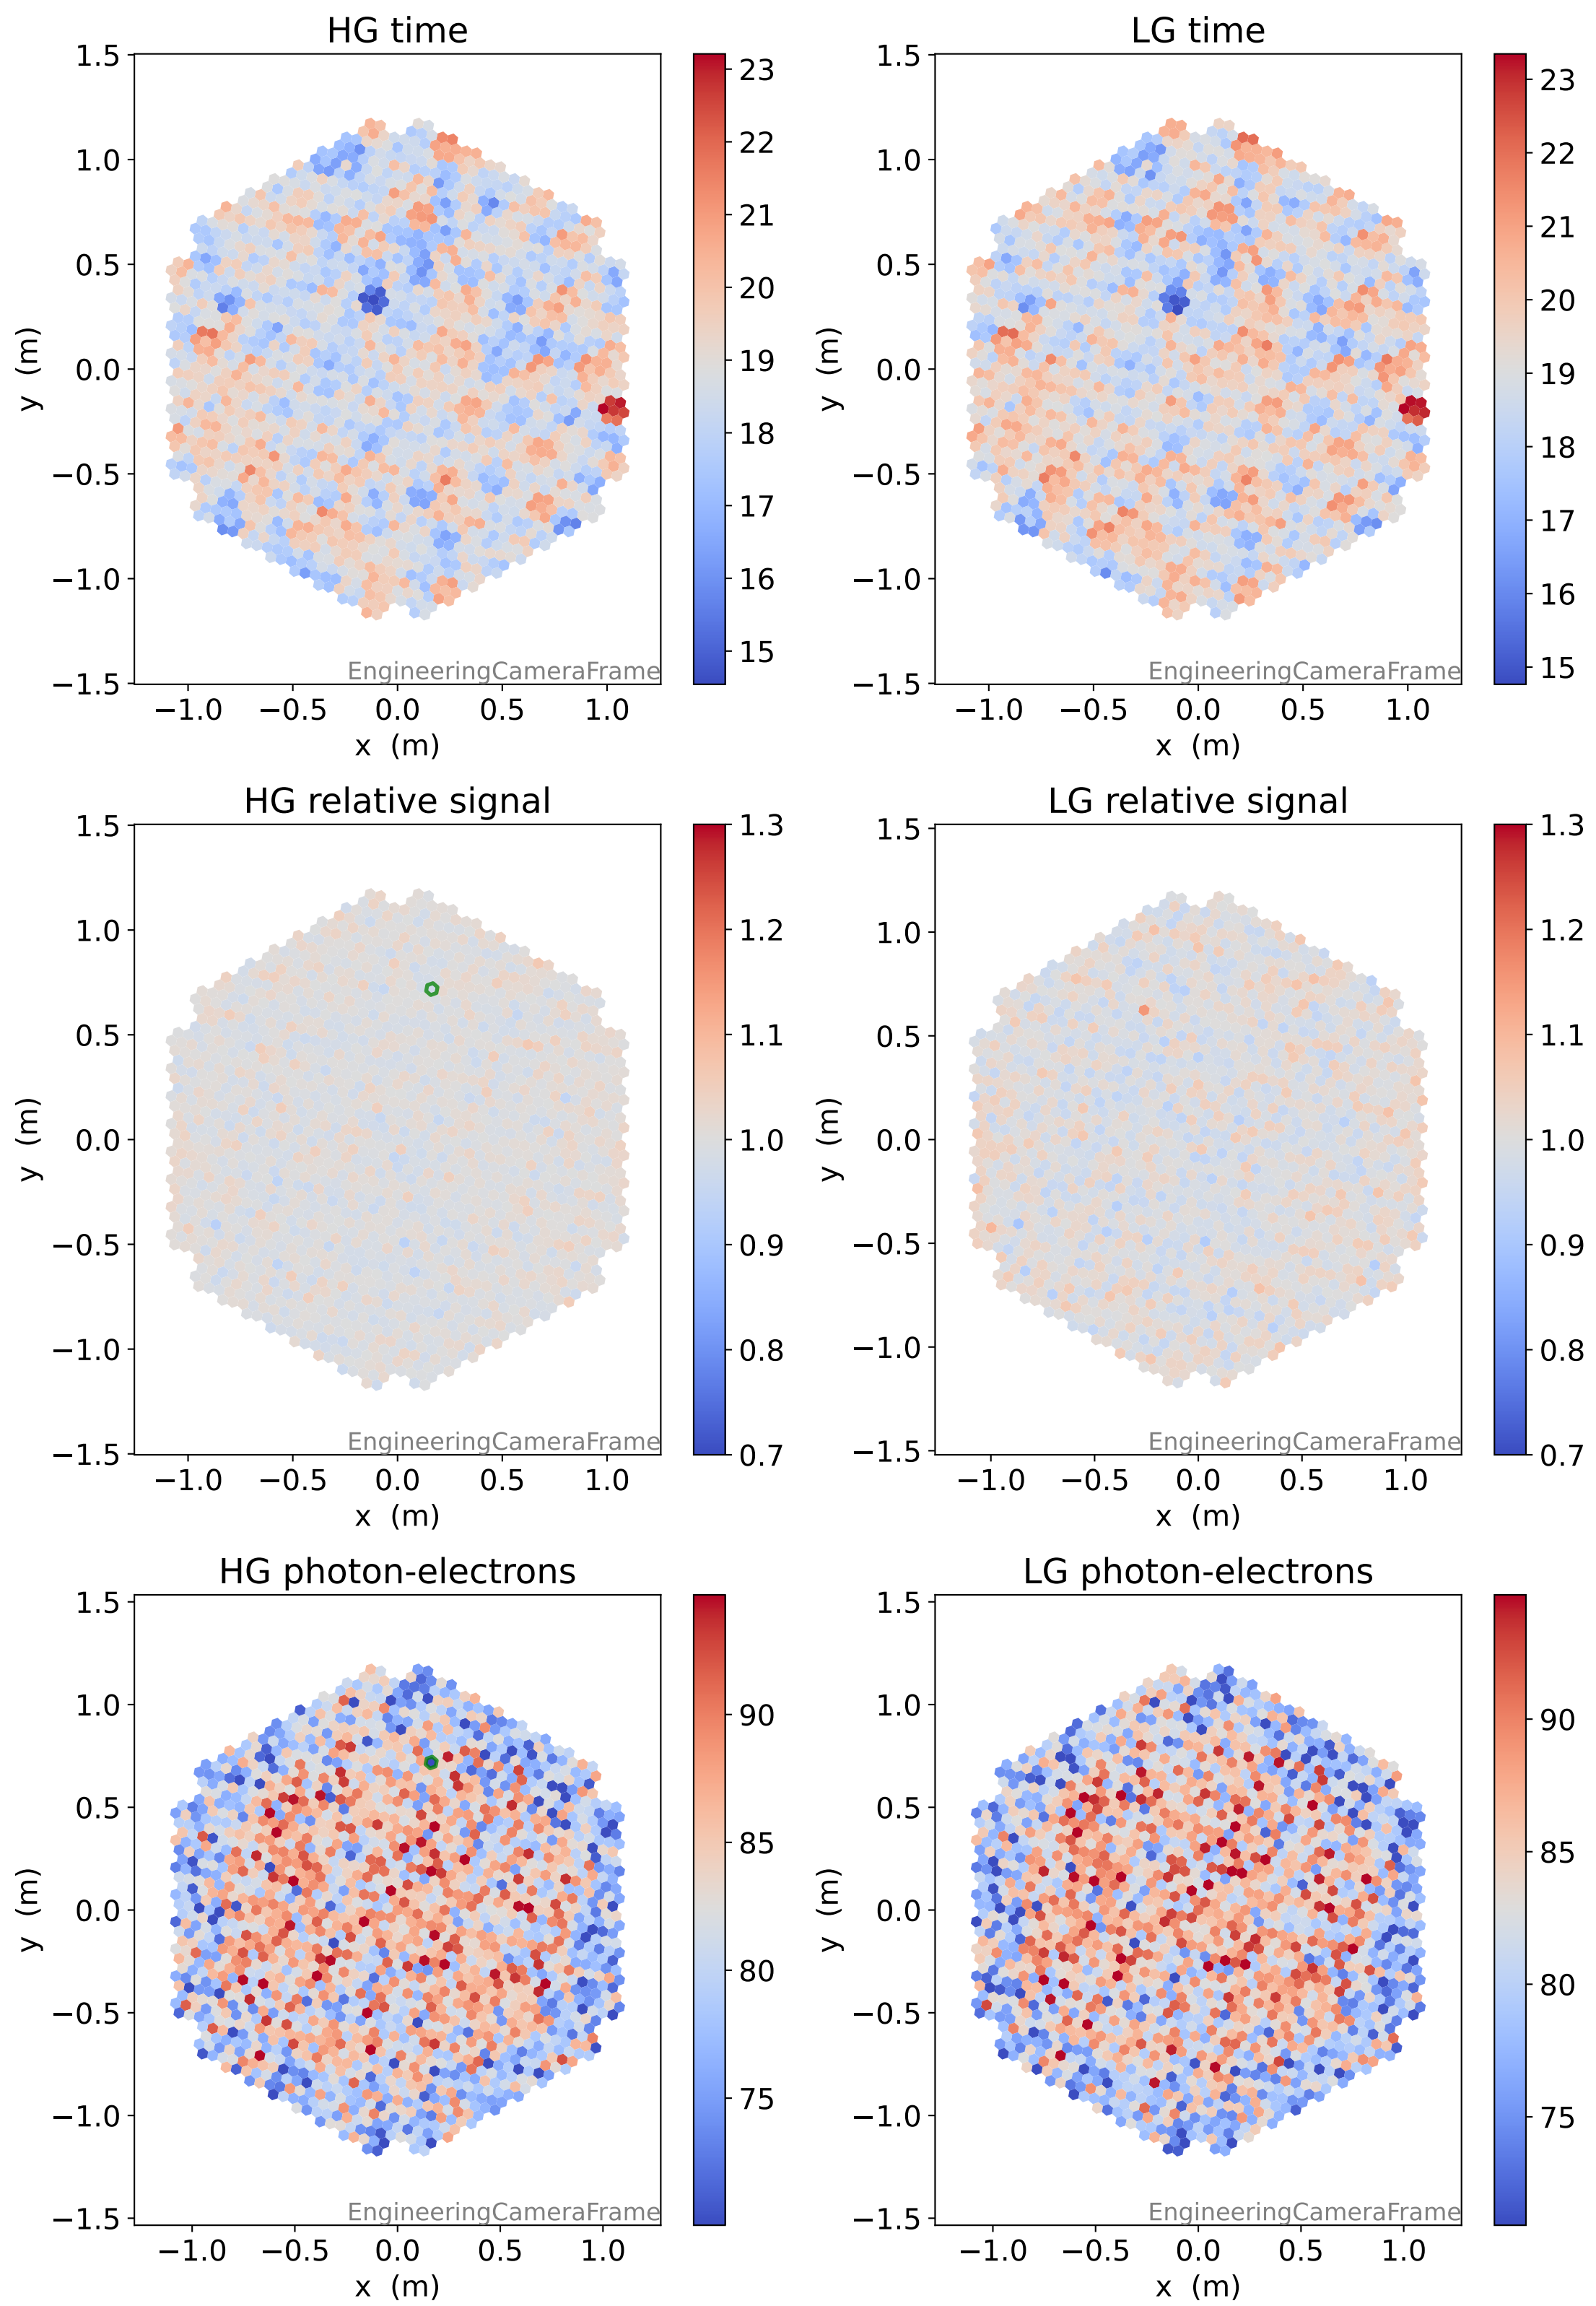 HG time
1.5
1.0
0.5
0.0
−0.5
−1.0
−1.5
y (m)
−1.0 −0.5 0.0 0.5 1.0
x (m)
EngineeringCameraFrame
23
22
21
20
19
18
17
16
15
LG time
1.5
1.0
0.5
0.0
−0.5
−1.0
−1.5
y (m)
−1.0 −0.5 0.0 0.5 1.0
x (m)
EngineeringCameraFrame
23
22
21
20
19
18
17
16
15
HG relative signal
1.5
1.0
0.5
0.0
−0.5
−1.0
−1.5
y (m)
−1.0 −0.5 0.0 0.5 1.0
x (m)
EngineeringCameraFrame
1.3
1.2
1.1
1.0
0.9
0.8
0.7
LG relative signal
1.5
1.0
0.5
0.0
−0.5
−1.0
−1.5
y (m)
−1.0 −0.5 0.0 0.5 1.0
x (m)
EngineeringCameraFrame
1.3
1.2
1.1
1.0
0.9
0.8
0.7
HG photon-electrons
1.5
1.0
0.5
0.0
−0.5
−1.0
−1.5
y (m)
−1.0 −0.5 0.0 0.5 1.0
x (m)
EngineeringCameraFrame
90
85
80
75
LG photon-electrons
1.5
1.0
0.5
0.0
−0.5
−1.0
−1.5
y (m)
−1.0 −0.5 0.0 0.5 1.0
x (m)
EngineeringCameraFrame
90
85
80
75